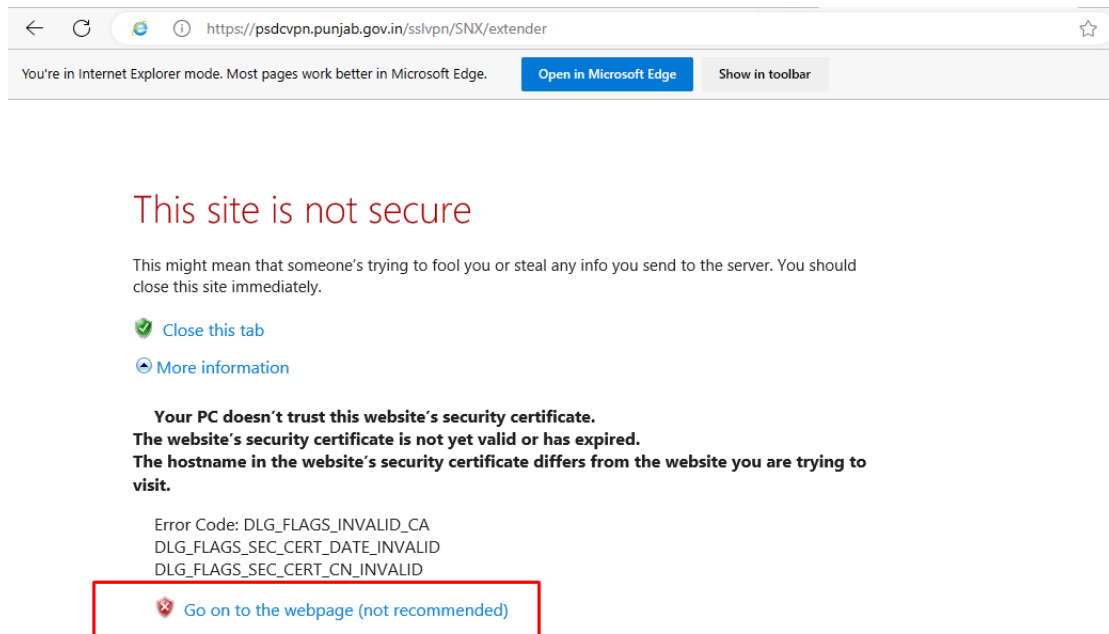 https://psdcvpn.punjab.gov.in/sslvpn/SNX/extender
You're in Internet Explorer mode. Most pages work better in Microsoft Edge. Open in Microsoft Edge Show in toolbar
This site is not secure
This might mean that someone's trying to fool you or steal any info you send to the server. You should
close this site immediately.
Close this tab
More information
Your PC doesn't trust this website's security certificate.
The website's security certificate is not yet valid or has expired.
The hostname in the website's security certificate differs from the website you are trying to
visit.
Error Code: DLG_FLAGS_INVALID_CA
DLG_FLAGS_SEC_CERT_DATE_INVALID
DLG_FLAGS_SEC_CERT_CN_INVALID
Go on to the webpage (not recommended)